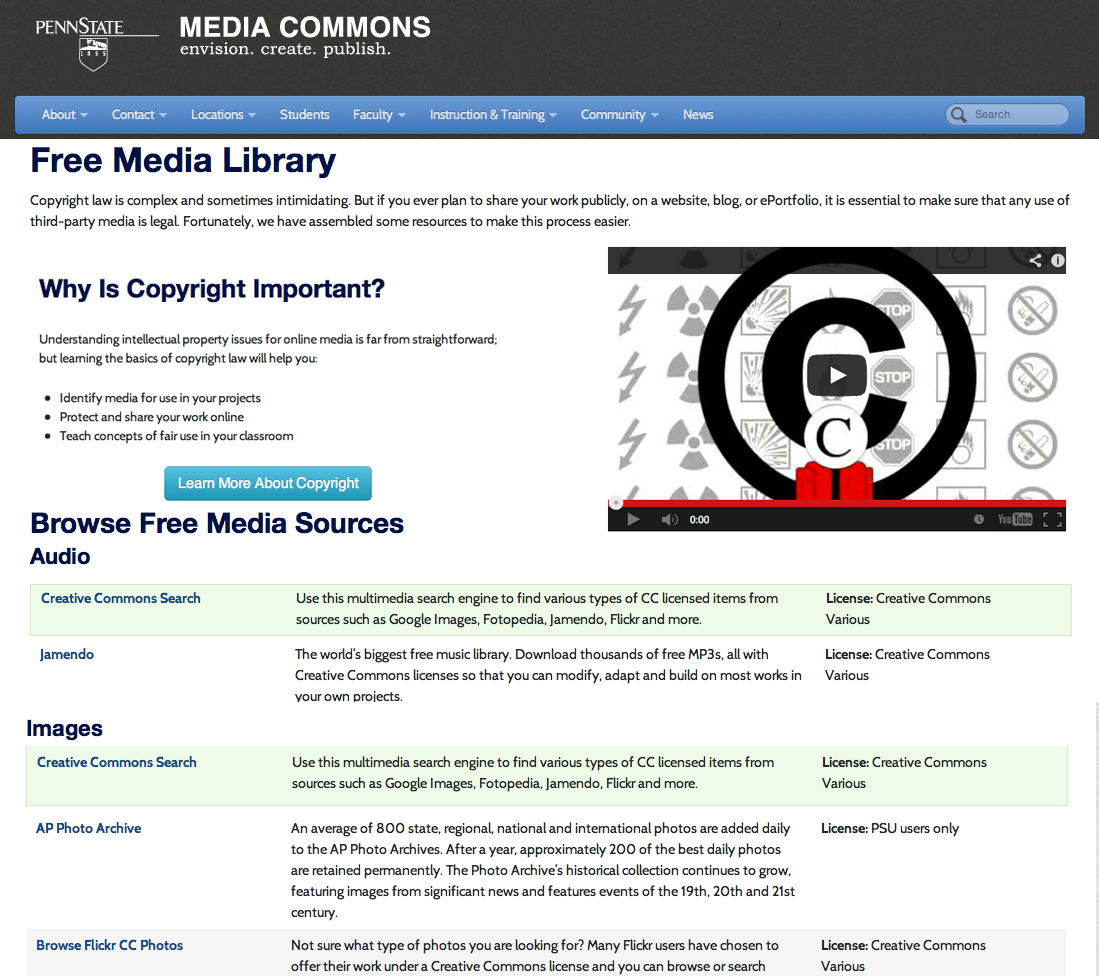 PENNSTATE
1855
MEDIA COMMONS
envision. create. publish.
About
Contact
Locations
Students
Faculty
Instruction & Training
Community
News
Search
Free Media Library
Copyright law is complex and sometimes intimidating. But if you ever plan to share your work publicly, on a website, blog, or ePortfolio, it is essential to make sure that any use of
third-party media is legal. Fortunately, we have assembled some resources to make this process easier.
Why Is Copyright Important?
Understanding intellectual property issues for online media is far from straightforward;
but learning the basics of copyright law will help you:
Identify media for use in your projects
Protect and share your work online
Teach concepts of fair use in your classroom
Learn More About Copyright
C
STOP
STOP
C
STOP
0:00
YouTube
Browse Free Media Sources
Audio
Creative Commons Search
Use this multimedia search engine to find various types of CC licensed items from
sources such as Google Images, Fotopedia, Jamendo, Flickr and more.
License: Creative Commons
Various
Jamendo
The world's biggest free music library. Download thousands of free MP3s, all with
Creative Commons licenses so that you can modify, adapt and build on most works in
your own projects.
License: Creative Commons
Various
Images
Creative Commons Search
Use this multimedia search engine to find various types of CC licensed items from
sources such as Google Images, Fotopedia, Jamendo, Flickr and more.
License: Creative Commons
Various
AP Photo Archive
An average of 800 state, regional, national and international photos are added daily
to the AP Photo Archives. After a year, approximately 200 of the best daily photos
are retained permanently. The Photo Archive's historical collection continues to grow,
featuring images from significant news and features events of the 19th, 20th and 21st
century.
License: PSU users only
Browse Flickr CC Photos
Not sure what type of photos you are looking for? Many Flickr users have chosen to
offer their work under a Creative Commons license and you can browse or search
License: Creative Commons
Various